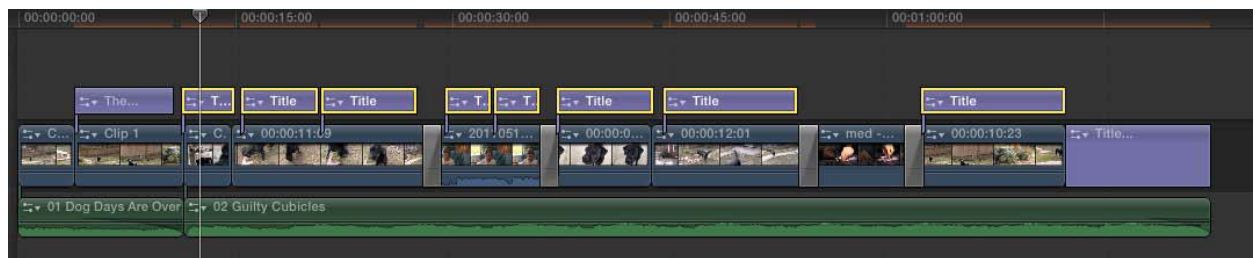 00:00:00:00 00:00:15:00 00:00:30:00 00:00:45:00 00:01:00:00
The... T... Title Title T. T. Title Title Title
C... Clip 1 C. 00:00:11:09 2011051... 00:00:0... 00:00:12:01 med -... 00:00:10:23 Title...
01 Dog Days Are Over 02 Guilty Cubicles